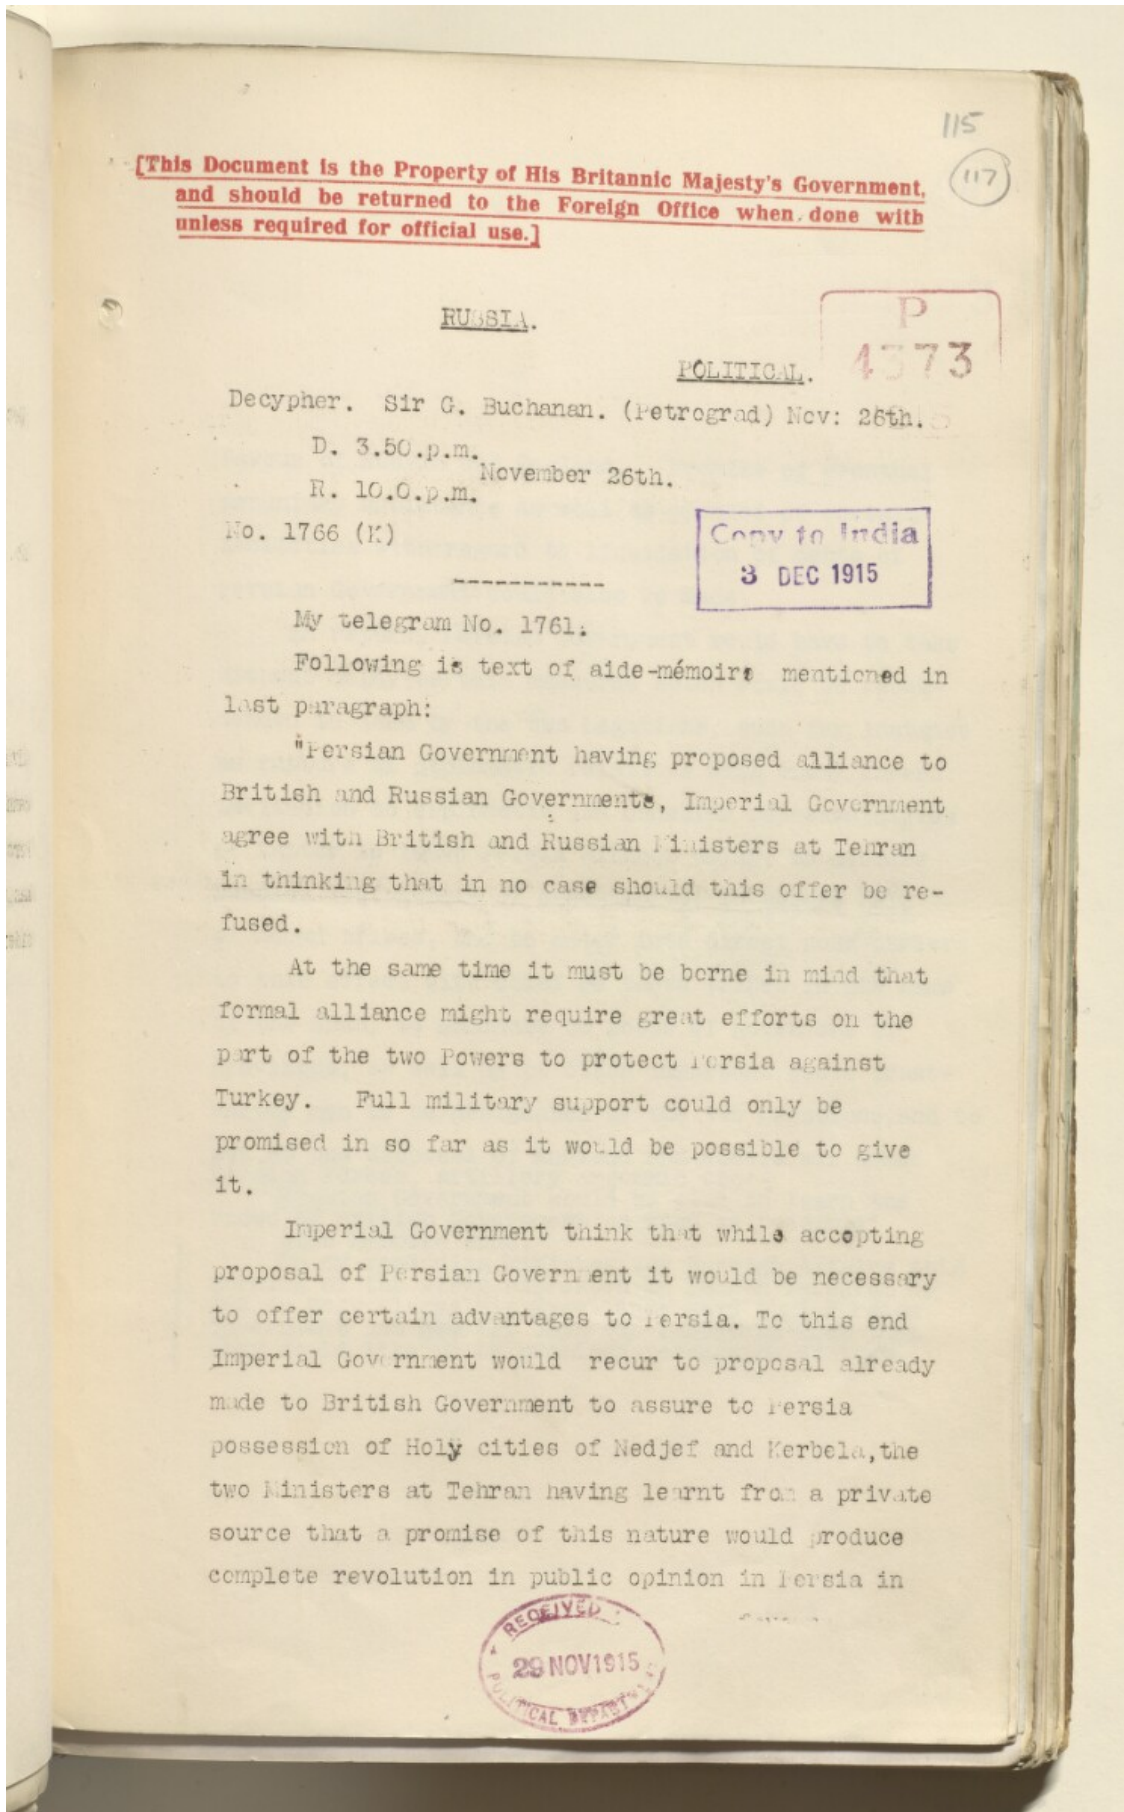 115
117
[This Document is the Property of His Britannic Majesty's Government,
and should be returned to the Foreign Office when done with
unless required for official use.]
RUSSIA.
P
4373
POLITICAL.
Decypher. Sir G. Buchanan. (Petrograd) Nov: 26th.
D. 3.50.p.m.
November 26th.
R. 10.0.p.m.
No. 1766 (K)
Copy to India
3 DEC 1915
-----------
My telegram No. 1761.
Following is text of aide-mémoire mentioned in
last paragraph:
"Persian Government having proposed alliance to
British and Russian Governments, Imperial Government
agree with British and Russian Ministers at Tehran
in thinking that in no case should this offer be re-
fused.
At the same time it must be borne in mind that
formal alliance might require great efforts on the
part of the two Powers to protect Persia against
Turkey. Full military support could only be
promised in so far as it would be possible to give
it.
Imperial Government think that while accepting
proposal of Persian Government it would be necessary
to offer certain advantages to Persia. To this end
Imperial Government would recur to proposal already
made to British Government to assure to Persia
possession of Holy cities of Nedjef and Kerbela,the
two Ministers at Tehran having learnt from a private
source that a promise of this nature would produce
complete revolution in public opinion in Persia in
RECEIVED
29 NOV1915
POLITICAL DEPARTMENT